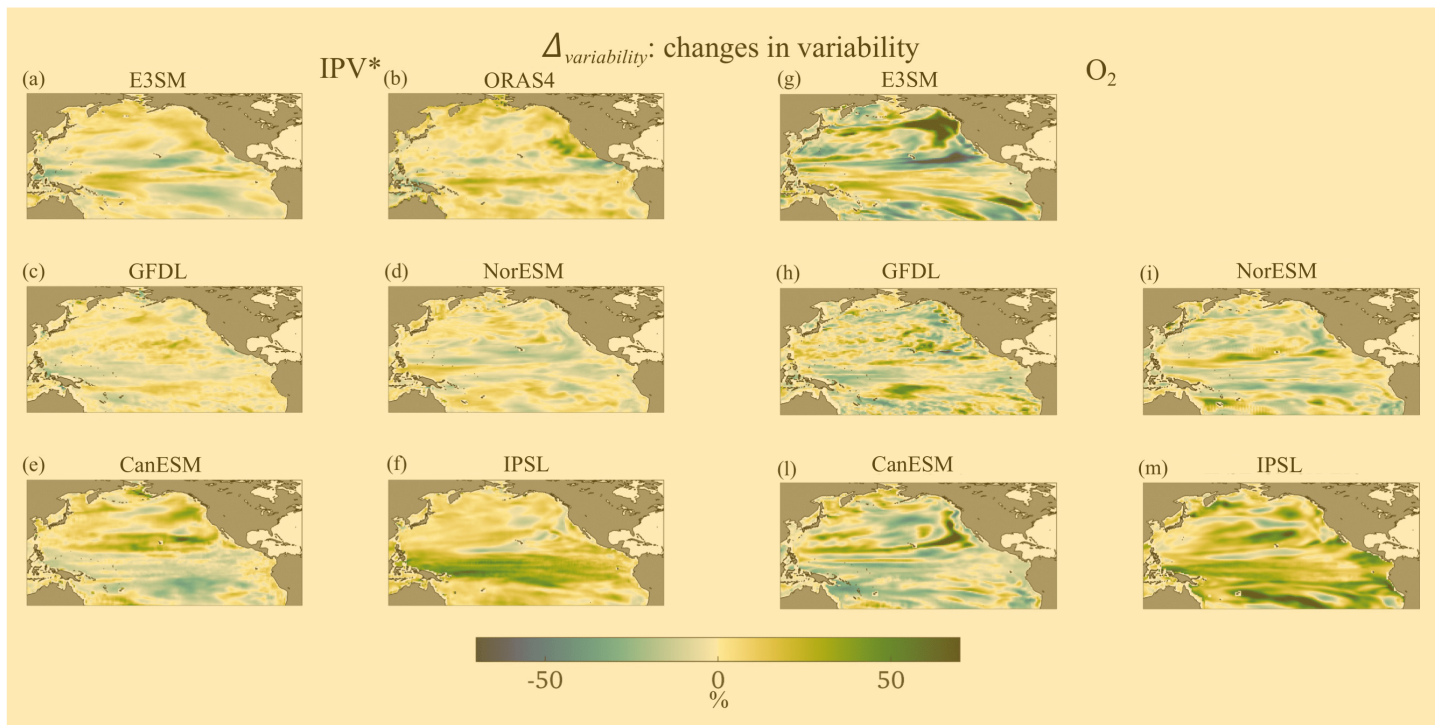 Δvariability: changes in variability
IPV*
O2
(a) E3SM
(b) ORAS4
(g) E3SM
(c) GFDL
(d) NorESM
(h) GFDL
(i) NorESM
(e) CanESM
(f) IPSL
(l) CanESM
(m) IPSL
-50 0 50
%